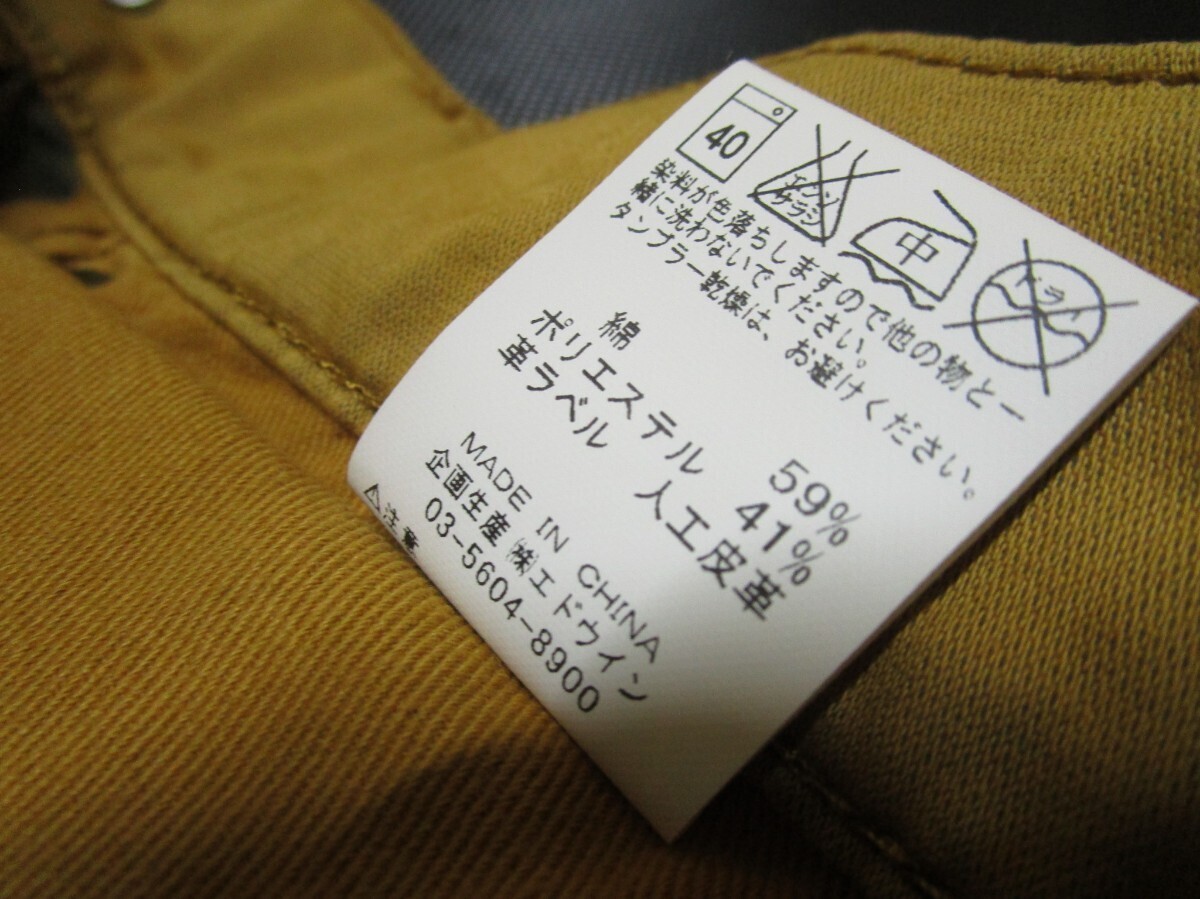 40
エンソ
サラシ
中
ドライ
染料が色落ちしますので他の物と一
緒に洗わないでください。
タンブラー乾燥は、お避けください。
綿 59%
ポリエステル 41%
革ラベル 人工皮革
MADE IN CHINA
企画生産㈱エドウイン
03-5604-8900
⚠注意